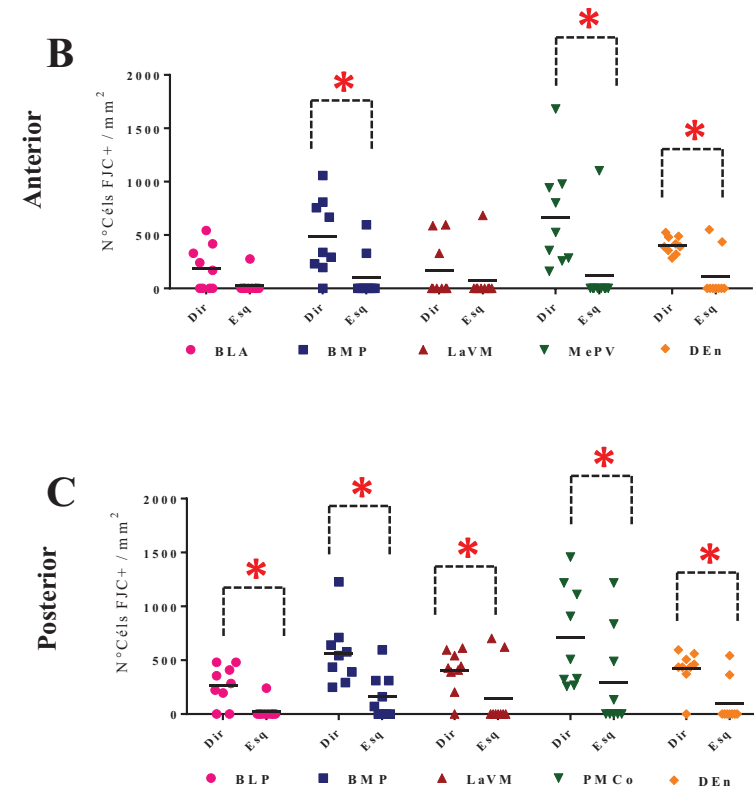 B
Anterior
N°Céls FJC+ / mm²
2000
1500
1000
500
0
*
*
*
Dir Esq Dir Esq Dir Esq Dir Esq Dir Esq
BLA BMP LaVM MePV DEn
C
Posterior
N°Céls FJC+ / mm²
2000
1500
1000
500
0
*
*
*
*
*
Dir Esq Dir Esq Dir Esq Dir Esq Dir Esq
BLP BMP LaVM PMCo DEn